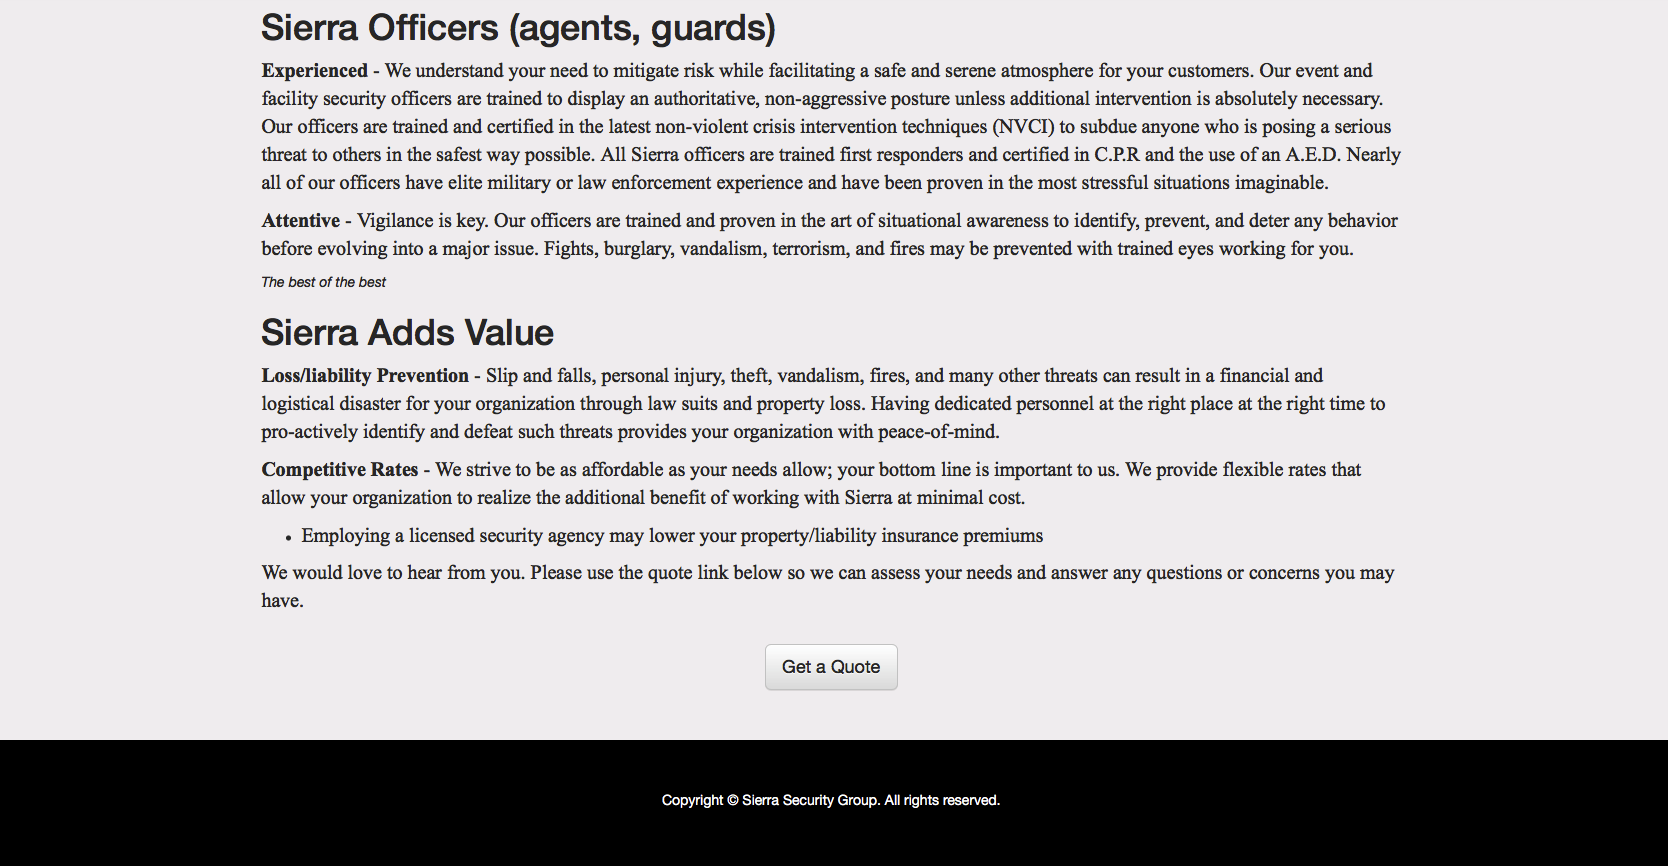 Sierra Officers (agents, guards)
Experienced - We understand your need to mitigate risk while facilitating a safe and serene atmosphere for your customers. Our event and
facility security officers are trained to display an authoritative, non-aggressive posture unless additional intervention is absolutely necessary.
Our officers are trained and certified in the latest non-violent crisis intervention techniques (NVCI) to subdue anyone who is posing a serious
threat to others in the safest way possible. All Sierra officers are trained first responders and certified in C.P.R and the use of an A.E.D. Nearly
all of our officers have elite military or law enforcement experience and have been proven in the most stressful situations imaginable.
Attentive - Vigilance is key. Our officers are trained and proven in the art of situational awareness to identify, prevent, and deter any behavior
before evolving into a major issue. Fights, burglary, vandalism, terrorism, and fires may be prevented with trained eyes working for you.
The best of the best
Sierra Adds Value
Loss/liability Prevention - Slip and falls, personal injury, theft, vandalism, fires, and many other threats can result in a financial and
logistical disaster for your organization through law suits and property loss. Having dedicated personnel at the right place at the right time to
pro-actively identify and defeat such threats provides your organization with peace-of-mind.
Competitive Rates - We strive to be as affordable as your needs allow; your bottom line is important to us. We provide flexible rates that
allow your organization to realize the additional benefit of working with Sierra at minimal cost.
• Employing a licensed security agency may lower your property/liability insurance premiums
We would love to hear from you. Please use the quote link below so we can assess your needs and answer any questions or concerns you may
have.
Get a Quote
Copyright © Sierra Security Group. All rights reserved.